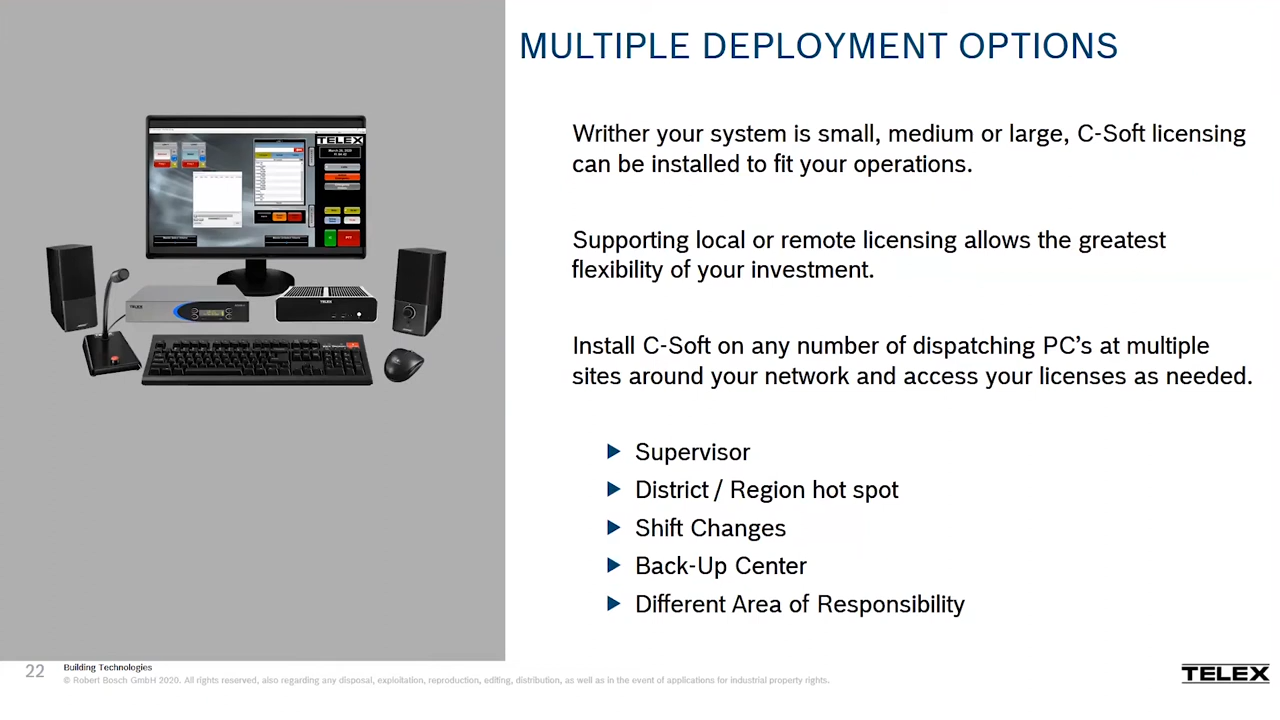 MULTIPLE DEPLOYMENT OPTIONS
Writher your system is small, medium or large, C-Soft licensing
can be installed to fit your operations.
Supporting local or remote licensing allows the greatest
flexibility of your investment.
Install C-Soft on any number of dispatching PC’s at multiple
sites around your network and access your licenses as needed.
Supervisor
District / Region hot spot
Shift Changes
Back-Up Center
Different Area of Responsibility
TELEX
TELEX
TELEX
22
Building Technologies
© Robert Bosch GmbH 2020. All rights reserved, also regarding any disposal, exploitation, reproduction, editing, distribution, as well as in the event of applications for industrial property rights.
TELEX